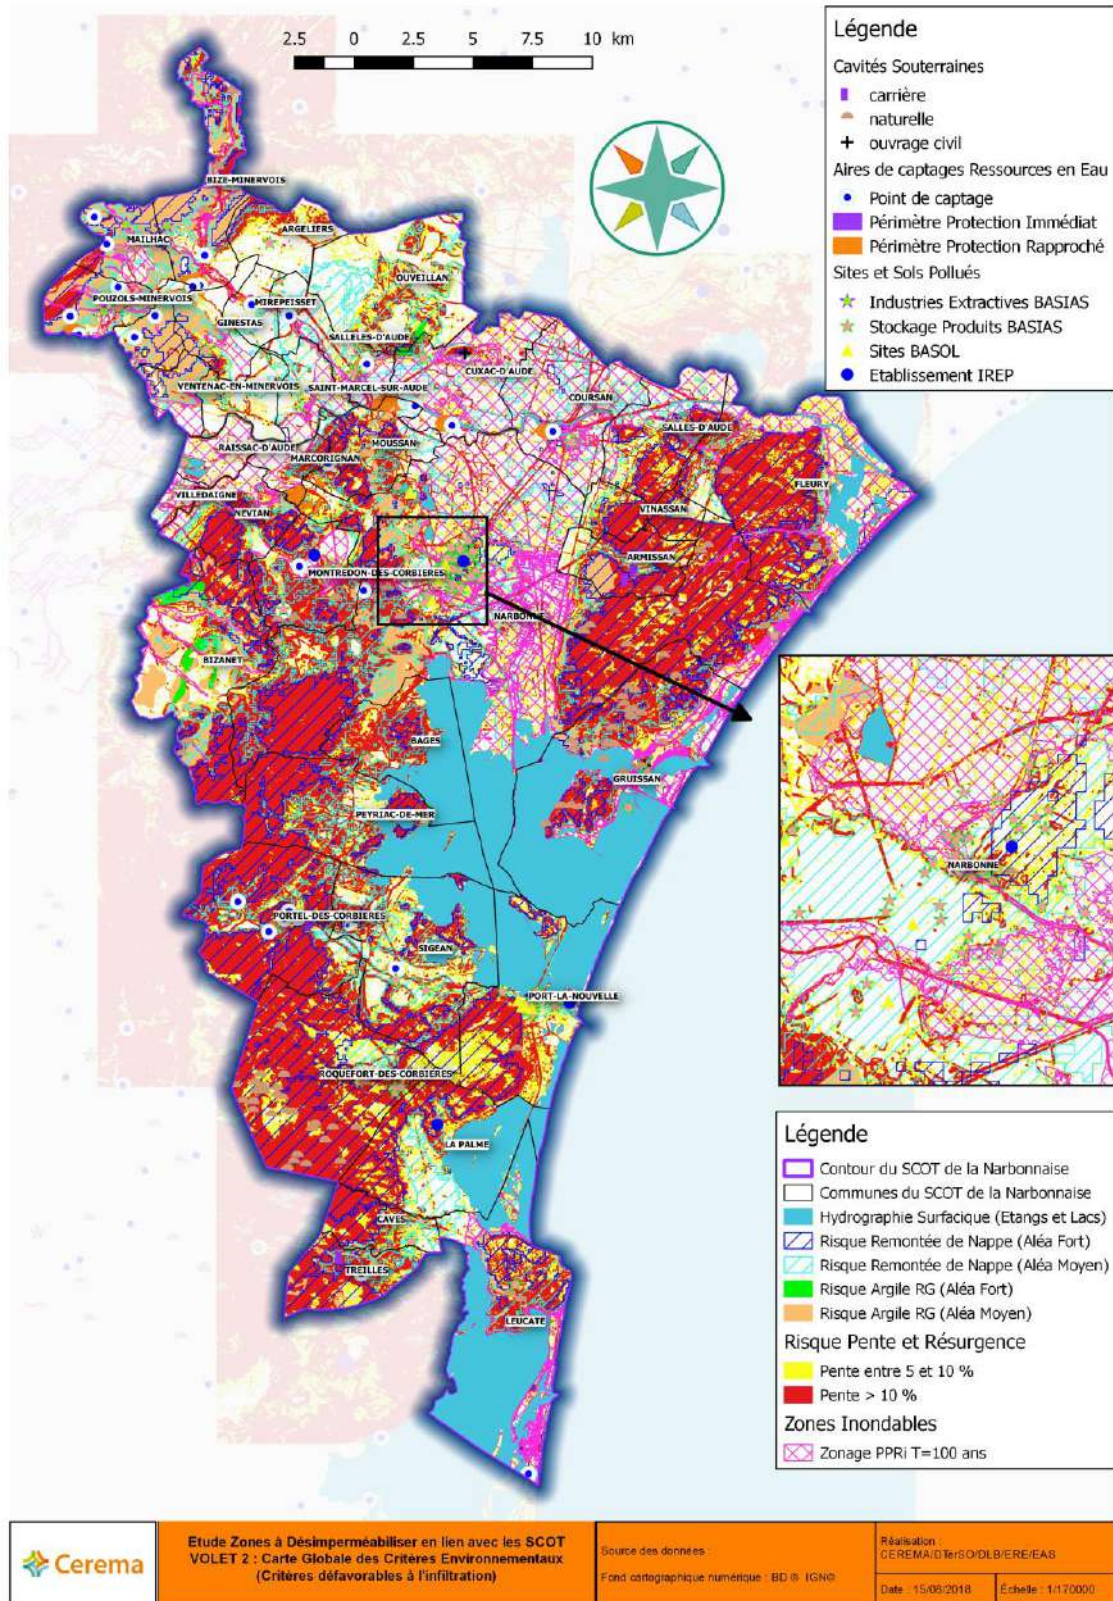 2.5 0 2.5 5 7.5 10 km
Légende
Cavités Souterraines
carrière
naturelle
ouvrage civil
Aires de captages Ressources en Eau
Point de captage
Périmètre Protection Immédiat
Périmètre Protection Rapproché
Sites et Sols Pollués
Industries Extractives BASIAS
Stockage Produits BASIAS
Sites BASOL
Etablissement IREP
BIZE-MINERVOIS
ARGELIERS
MAILHAC
OUVEILLAN
POUZOLS-MINERVOIS
MIREPEISSET
GINESTAS
SALLELES-D'AUDE
CUXAC-D'AUDE
VENTENAC-EN-MINERVOIS
SAINT-MARCEL-SUR-AUDE
COURSAN
SALLES-D'AUDE
MOUSSAN
RAISSAC-D'AUDE
MARCORIGNAN
FLEURY
VILLEDAIGNE
NEVIAN
VINASSAN
ARMISSAN
MONTREDON-DES-CORBIERES
NARBONNE
BIZANET
BAGES
GRUISSAN
PEYRIAC-DE-MER
NARBONNE
PORTEL-DES-CORBIERES
SIGEAN
PORT-LA-NOUVELLE
ROQUEFORT-DES-CORBIERES
LA PALME
CAVES
TREILLES
LEUCATE
Légende
Contour du SCOT de la Narbonnaise
Communes du SCOT de la Narbonnaise
Hydrographie Surfacique (Etangs et Lacs)
Risque Remontée de Nappe (Aléa Fort)
Risque Remontée de Nappe (Aléa Moyen)
Risque Argile RG (Aléa Fort)
Risque Argile RG (Aléa Moyen)
Risque Pente et Résurgence
Pente entre 5 et 10 %
Pente > 10 %
Zones Inondables
Zonage PPRi T=100 ans
Cerema
Etude Zones à Désimperméabiliser en lien avec les SCOT
VOLET 2 : Carte Globale des Critères Environnementaux
(Critères défavorables à l'infiltration)
Source des données :
Fond cartographique numérique : BD ® IGN©
Réalisation :
CEREMA/DTerSO/DLB/ERE/EAS
Date : 15/06/2018
Échelle : 1/170000